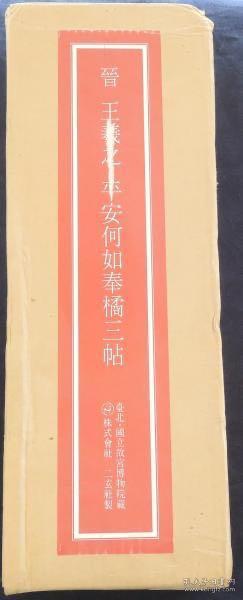 晉 王羲之 平安何如奉橘三帖
臺北・國立故宮博物院藏
株式會社 二玄社製